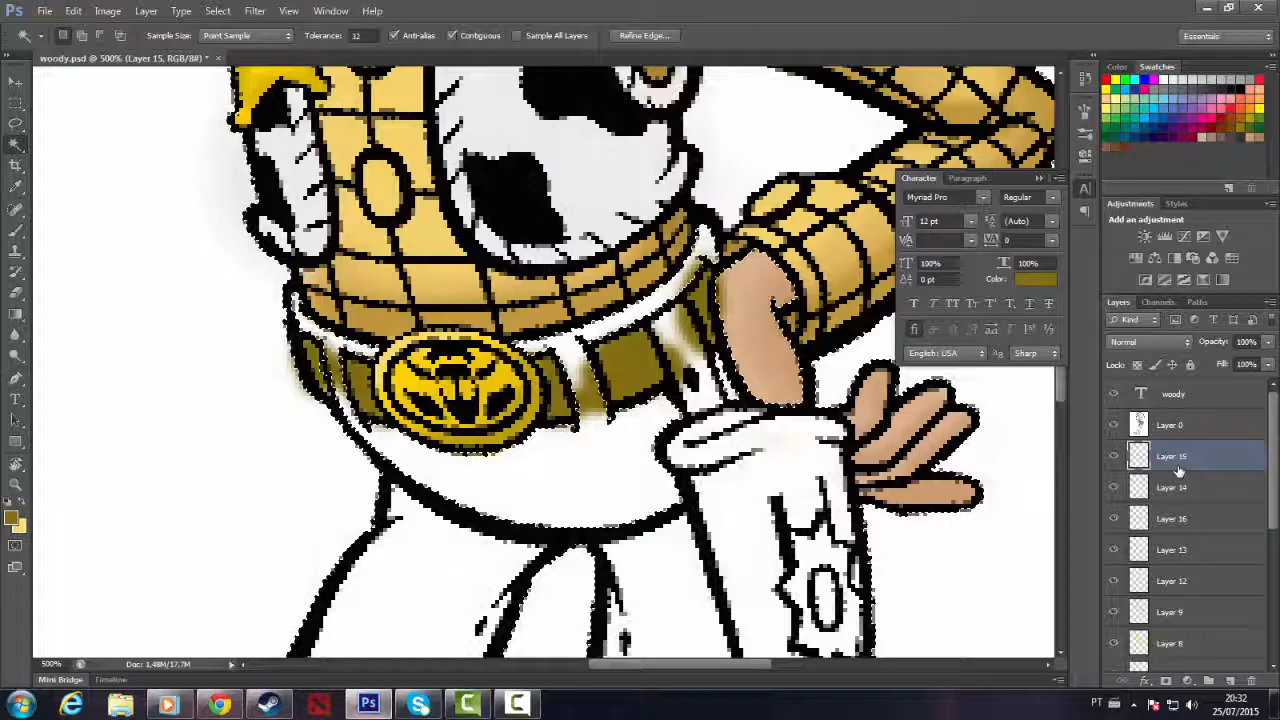 Ps File Edit Image Layer Type Select Filter View Window Help
Sample Size: Point Sample Tolerance: 32 Anti-alias Contiguous Sample All Layers Refine Edge... Essentials
woody.psd @ 500% (Layer 15, RGB/8#) * ×
Color Swatches
Character Paragraph
Myriad Pro Regular
12 pt (Auto)
0
100% 100%
0 pt Color:
English: USA Sharp
Adjustments Styles
Add an adjustment
Layers Channels Paths
Kind
Normal Opacity: 100%
Lock: Fill: 100%
woody
Layer 0
Layer 15
Layer 14
Layer 16
Layer 13
Layer 12
Layer 9
Layer 8
500% Doc: 1,48M/17,7M
Mini Bridge Timeline
Ps
PT 20:32
25/07/2015